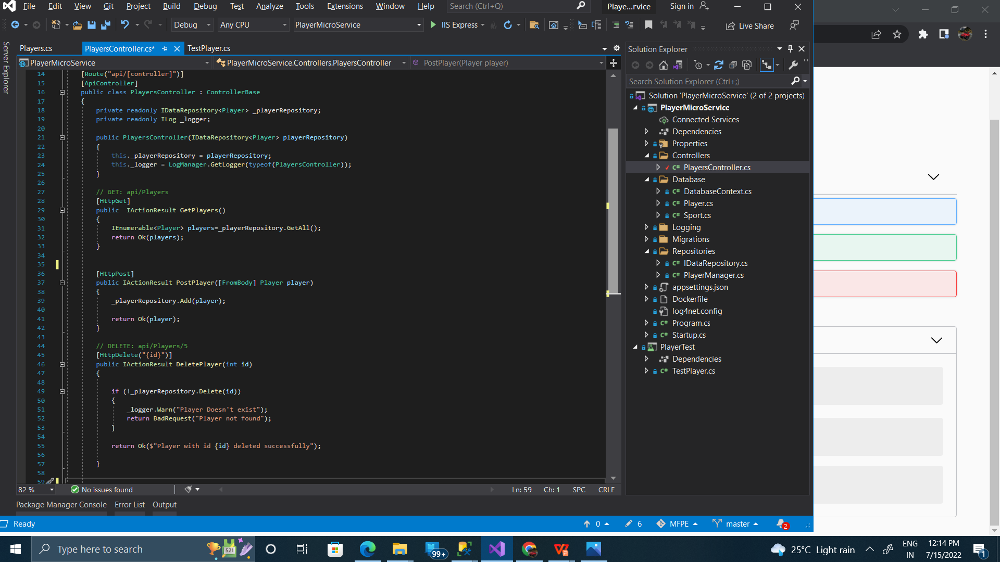 File Edit View Git Project Build Debug Test Analyze Tools Extensions Window Help Search (Ctrl+Q) Playe...rvice Sign in
Debug Any CPU PlayerMicroService IIS Express Live Share
Server Explorer
Players.cs PlayersController.cs* TestPlayer.cs
PlayerMicroService PlayerMicroService.Controllers.PlayersController PostPlayer(Player player)
14 [Route("api/[controller]")]
15 [ApiController]
16 public class PlayersController : ControllerBase
17 {
18 private readonly IDataRepository<Player> _playerRepository;
19 private readonly ILog _logger;
20
21 public PlayersController(IDataRepository<Player> playerRepository)
22 {
23 this._playerRepository = playerRepository;
24 this._logger = LogManager.GetLogger(typeof(PlayersController));
25 }
26
27 // GET: api/Players
28 [HttpGet]
29 public  IActionResult GetPlayers()
30 {
31 IEnumerable<Player> players=_playerRepository.GetAll();
32 return Ok(players);
33 }
34
35
36 [HttpPost]
37 public IActionResult PostPlayer([FromBody] Player player)
38 {
39 _playerRepository.Add(player);
40
41 return Ok(player);
42 }
43
44 // DELETE: api/Players/5
45 [HttpDelete("{id}")]
46 public IActionResult DeletePlayer(int id)
47 {
48
49 if (!_playerRepository.Delete(id))
50 {
51 _logger.Warn("Player Doesn't exist");
52 return BadRequest("Player not found");
53 }
54
55 return Ok($"Player with id {id} deleted successfully");
56
57 }
58
59
82 % No issues found Ln: 59 Ch: 1 SPC CRLF
Package Manager Console Error List Output
Solution Explorer
Search Solution Explorer (Ctrl+;)
Solution 'PlayerMicroService' (2 of 2 projects)
PlayerMicroService
Connected Services
Dependencies
Properties
Controllers
C# PlayersController.cs
Database
C# DatabaseContext.cs
C# Player.cs
C# Sport.cs
Logging
Migrations
Repositories
C# IDataRepository.cs
C# PlayerManager.cs
appsettings.json
Dockerfile
log4net.config
C# Program.cs
C# Startup.cs
PlayerTest
Dependencies
C# TestPlayer.cs
Ready 0 6 MFPE master 2
Type here to search 521 99+ 25°C Light rain ENG IN 12:14 PM 7/15/2022 1